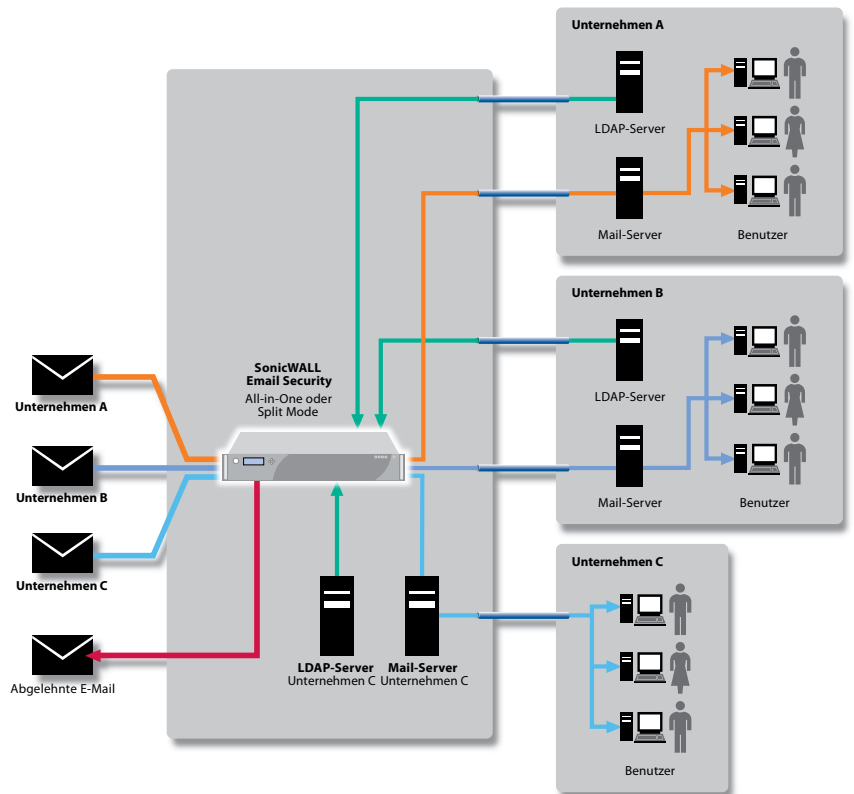 Unternehmen A
LDAP-Server
Mail-Server
Benutzer
Unternehmen B
LDAP-Server
Mail-Server
Benutzer
SonicWALL
Email Security
All-in-One oder
Split Mode
Unternehmen A
Unternehmen B
Unternehmen C
Abgelehnte E-Mail
LDAP-Server
Unternehmen C
Mail-Server
Unternehmen C
Unternehmen C
Benutzer